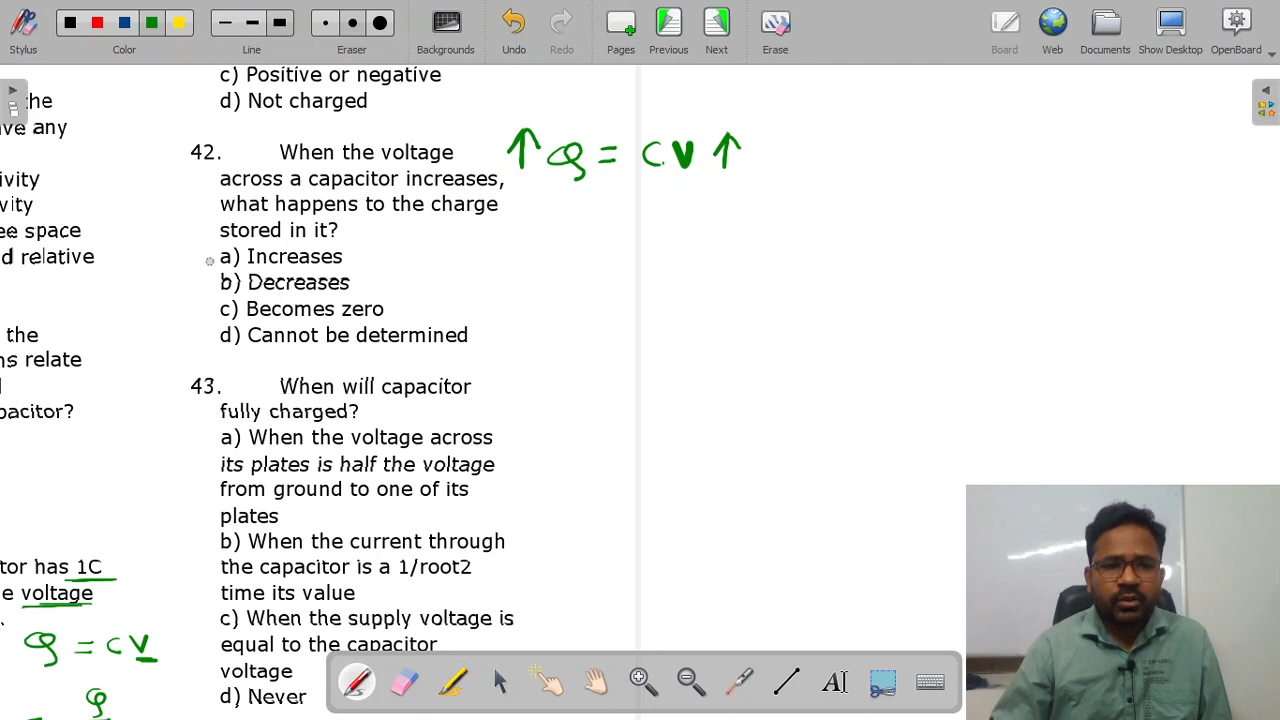 Stylus
Color
Line
Eraser
Backgrounds
Undo
Redo
Pages
Previous
Next
Erase
Board
Web
Documents
Show Desktop
OpenBoard
the
any
ivity
vity
ee space
d relative
the
relate
pacitor?
tor has 1C
e voltage
Q = CV
Q
=
c) Positive or negative
d) Not charged
42. When the voltage
across a capacitor increases,
what happens to the charge
stored in it?
a) Increases
b) Decreases
c) Becomes zero
d) Cannot be determined
43. When will capacitor
fully charged?
a) When the voltage across
its plates is half the voltage
from ground to one of its
plates
b) When the current through
the capacitor is a 1/root2
time its value
c) When the supply voltage is
equal to the capacitor
voltage
d) Never
↑ Q = CV ↑